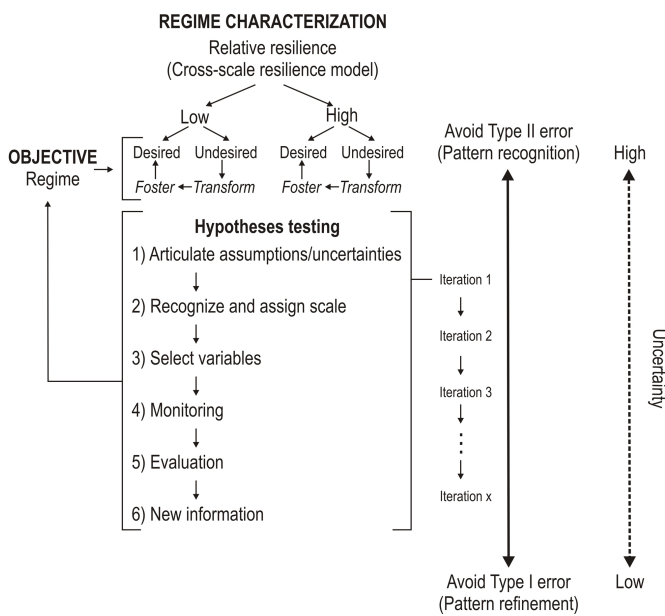 REGIME CHARACTERIZATION
Relative resilience
(Cross-scale resilience model)
Low
High
Desired Undesired
Desired Undesired
Foster Transform
Foster Transform
OBJECTIVE
Regime
Hypotheses testing
1) Articulate assumptions/uncertainties
2) Recognize and assign scale
3) Select variables
4) Monitoring
5) Evaluation
6) New information
Iteration 1
Iteration 2
Iteration 3
Iteration x
Avoid Type II error
(Pattern recognition)
Avoid Type I error
(Pattern refinement)
High
Uncertainty
Low